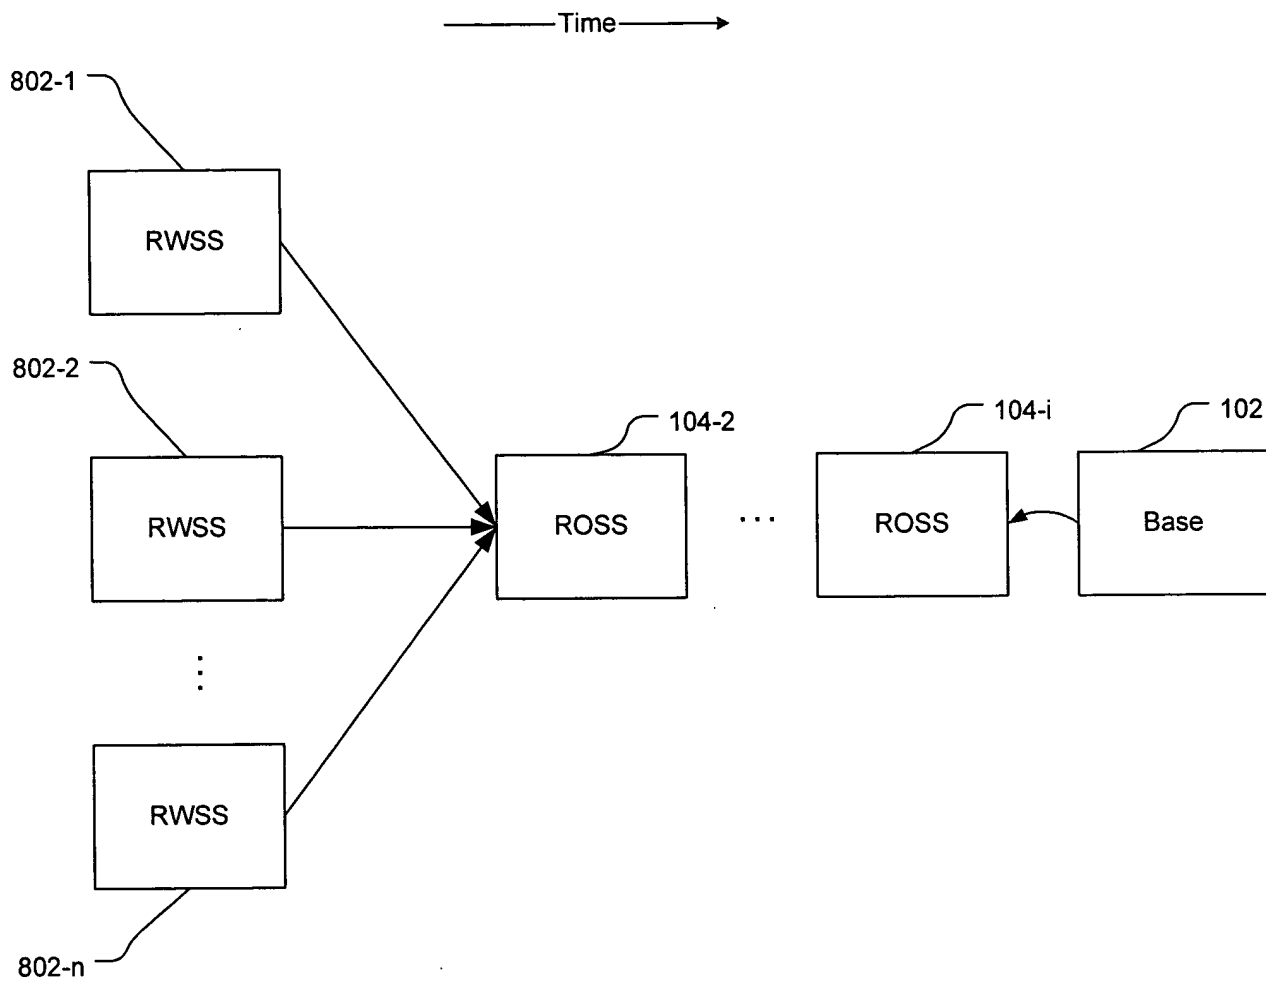 Time
802-1
RWSS
802-2
RWSS
104-2
ROSS
...
104-i
ROSS
102
Base
...
RWSS
802-n